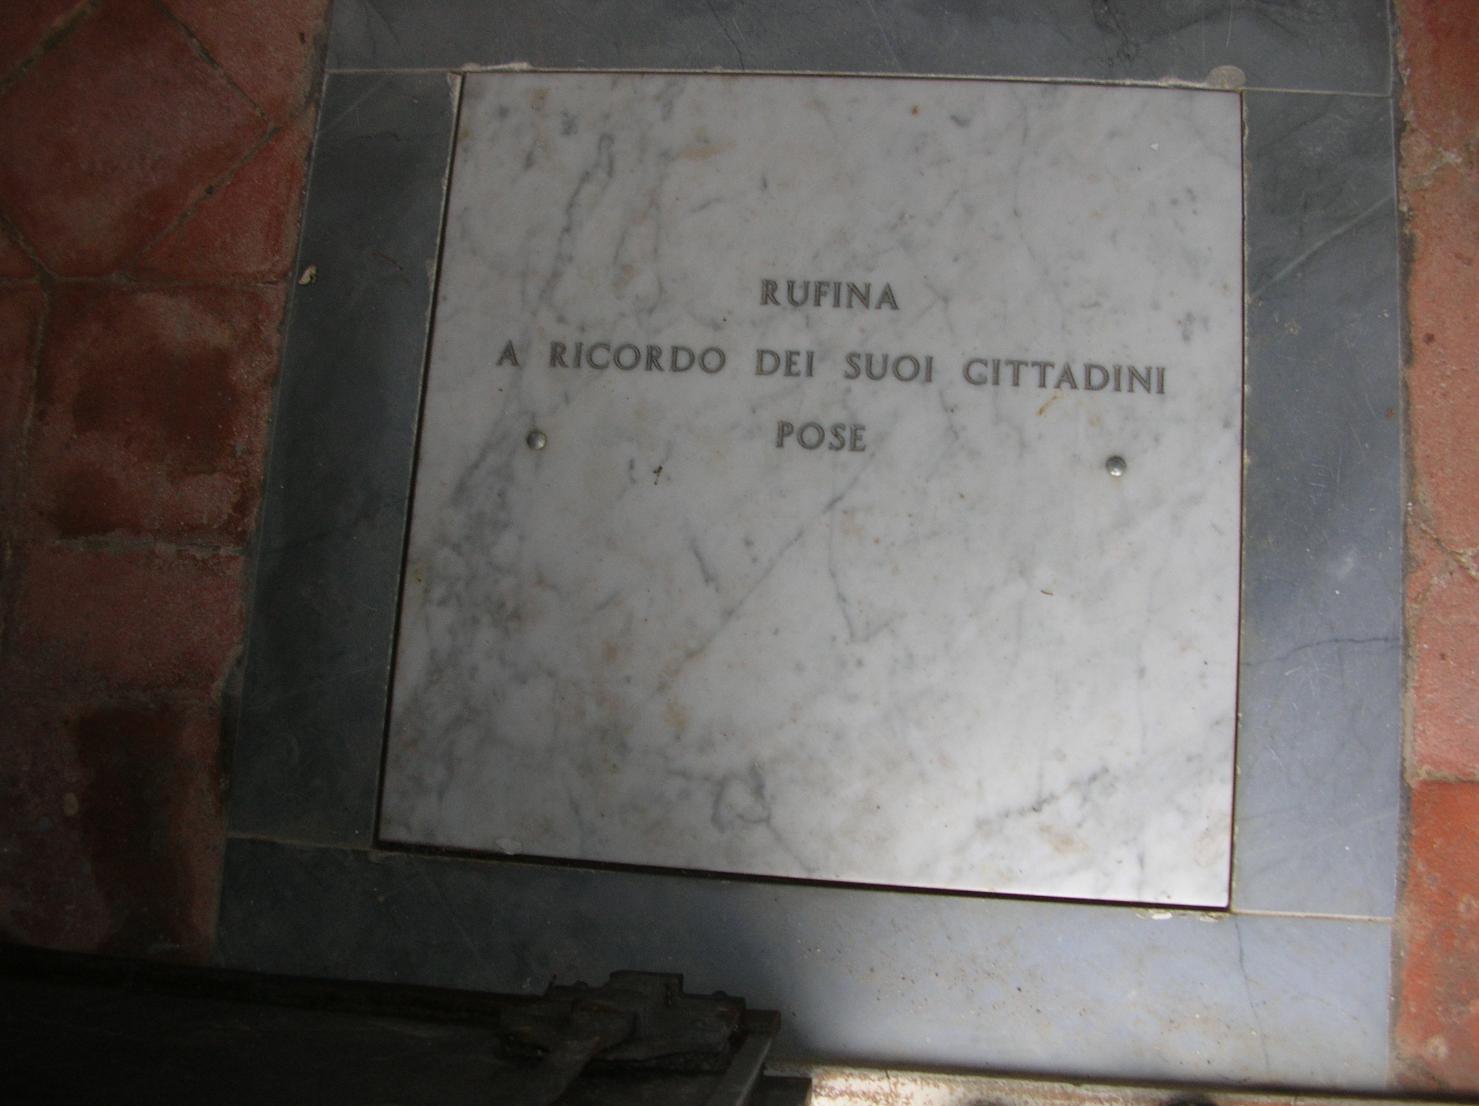 RUFINA
A RICORDO DEI SUOI CITTADINI
POSE